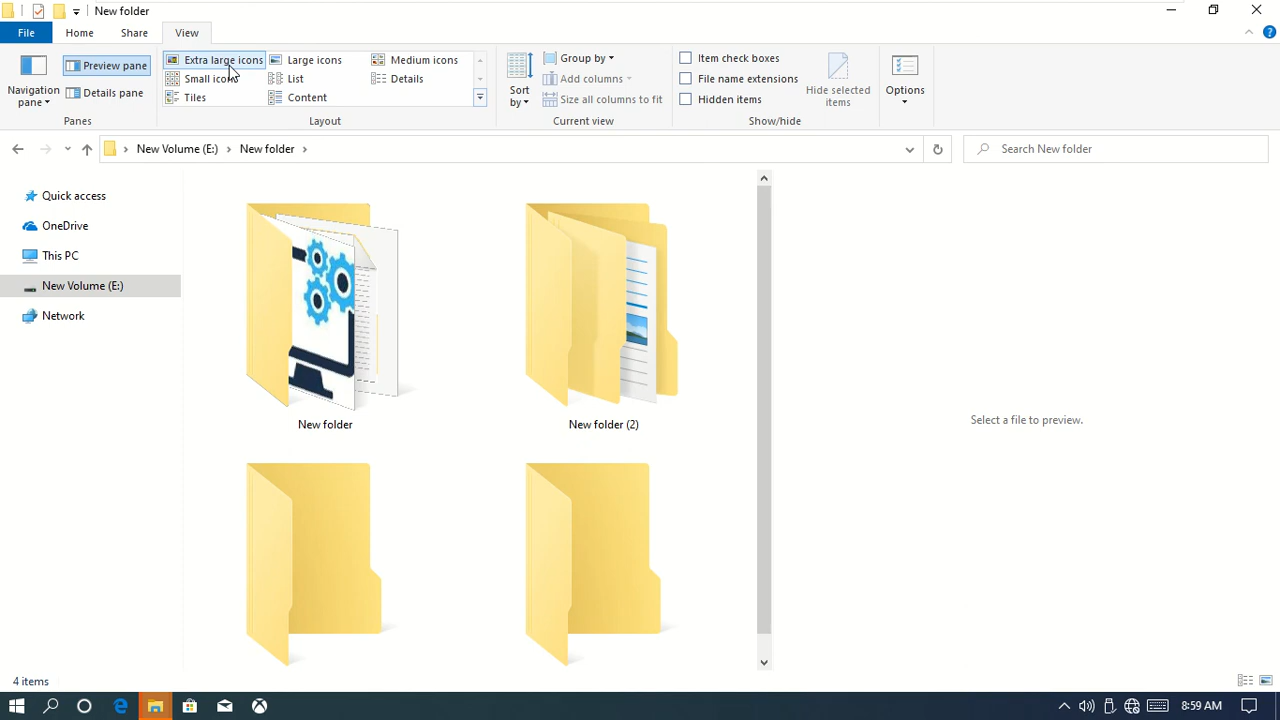 New folder
File Home Share View
Navigation pane
Preview pane
Details pane
Panes
Extra large icons Large icons Medium icons
Small icons List Details
Tiles Content
Layout
Sort by
Group by
Add columns
Size all columns to fit
Current view
Item check boxes
File name extensions
Hidden items
Hide selected items
Show/hide
Options
New Volume (E:) New folder
Search New folder
Quick access
OneDrive
This PC
New Volume (E:)
Network
New folder
New folder (2)
Select a file to preview.
4 items
8:59 AM